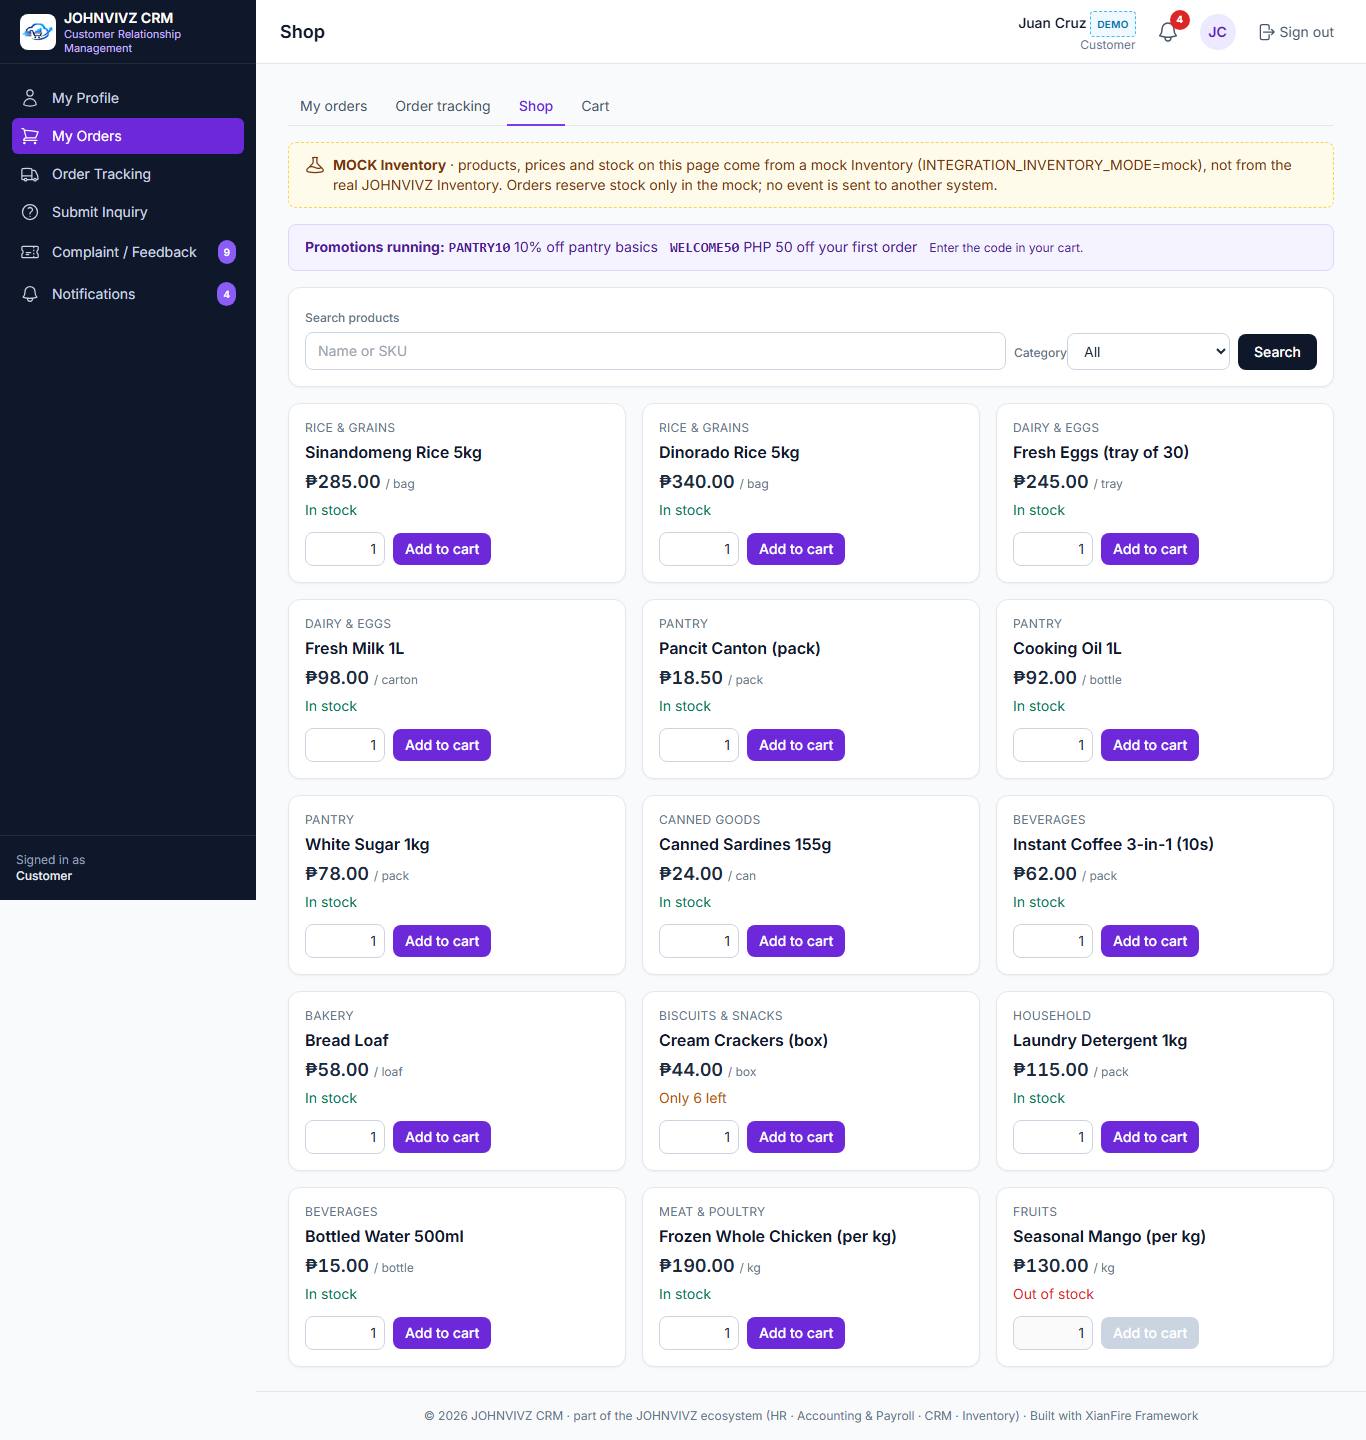 JOHNVIVZ CRM
Customer Relationship
Management
My Profile
My Orders
Order Tracking
Submit Inquiry
Complaint / Feedback 9
Notifications 4
Signed in as
Customer
Shop
Juan Cruz DEMO
Customer
4
JC
Sign out
My orders Order tracking Shop Cart
MOCK Inventory · products, prices and stock on this page come from a mock Inventory (INTEGRATION_INVENTORY_MODE=mock), not from the
real JOHNVIVZ Inventory. Orders reserve stock only in the mock; no event is sent to another system.
Promotions running: PANTRY10 10% off pantry basics WELCOME50 PHP 50 off your first order Enter the code in your cart.
Search products
Name or SKU Category All Search
RICE & GRAINS
Sinandomeng Rice 5kg
₱285.00 / bag
In stock
1 Add to cart
RICE & GRAINS
Dinorado Rice 5kg
₱340.00 / bag
In stock
1 Add to cart
DAIRY & EGGS
Fresh Eggs (tray of 30)
₱245.00 / tray
In stock
1 Add to cart
DAIRY & EGGS
Fresh Milk 1L
₱98.00 / carton
In stock
1 Add to cart
PANTRY
Pancit Canton (pack)
₱18.50 / pack
In stock
1 Add to cart
PANTRY
Cooking Oil 1L
₱92.00 / bottle
In stock
1 Add to cart
PANTRY
White Sugar 1kg
₱78.00 / pack
In stock
1 Add to cart
CANNED GOODS
Canned Sardines 155g
₱24.00 / can
In stock
1 Add to cart
BEVERAGES
Instant Coffee 3-in-1 (10s)
₱62.00 / pack
In stock
1 Add to cart
BAKERY
Bread Loaf
₱58.00 / loaf
In stock
1 Add to cart
BISCUITS & SNACKS
Cream Crackers (box)
₱44.00 / box
Only 6 left
1 Add to cart
HOUSEHOLD
Laundry Detergent 1kg
₱115.00 / pack
In stock
1 Add to cart
BEVERAGES
Bottled Water 500ml
₱15.00 / bottle
In stock
1 Add to cart
MEAT & POULTRY
Frozen Whole Chicken (per kg)
₱190.00 / kg
In stock
1 Add to cart
FRUITS
Seasonal Mango (per kg)
₱130.00 / kg
Out of stock
1 Add to cart
© 2026 JOHNVIVZ CRM · part of the JOHNVIVZ ecosystem (HR · Accounting & Payroll · CRM · Inventory) · Built with XianFire Framework